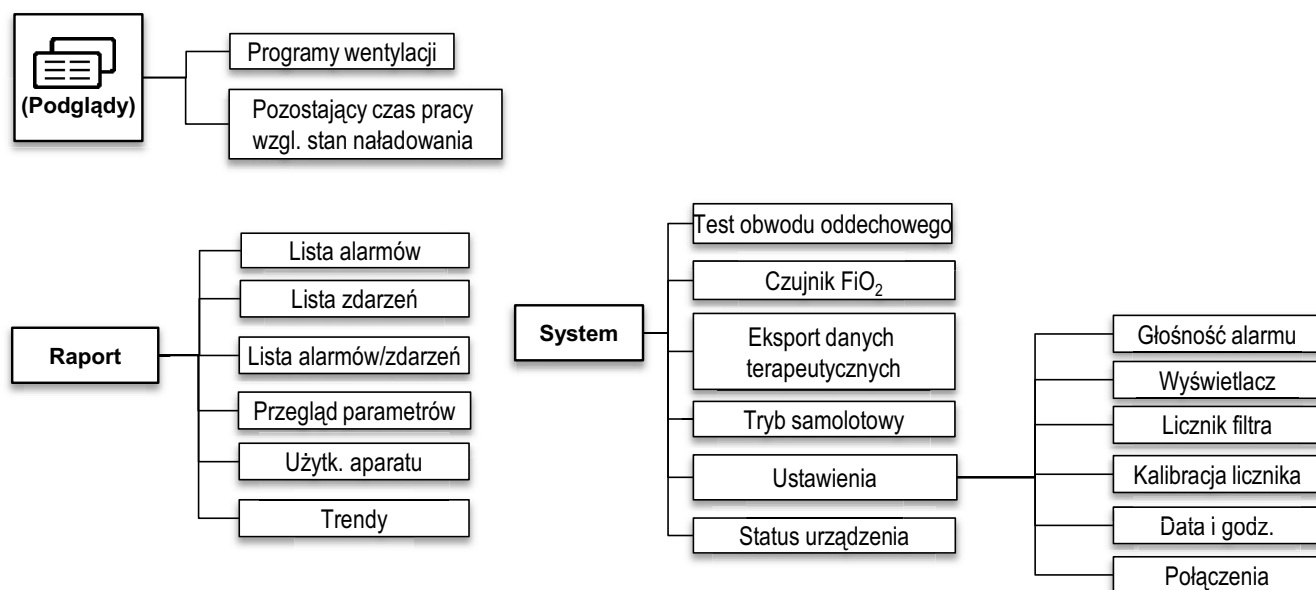 (Podglądy)
Programy wentylacji
Pozostający czas pracy
wzgl. stan naładowania
Raport
Lista alarmów
Lista zdarzeń
Lista alarmów/zdarzeń
Przegląd parametrów
Użytk. aparatu
Trendy
System
Test obwodu oddechowego
Czujnik FiO₂
Eksport danych
terapeutycznych
Tryb samolotowy
Ustawienia
Status urządzenia
Głośność alarmu
Wyświetlacz
Licznik filtra
Kalibracja licznika
Data i godz.
Połączenia